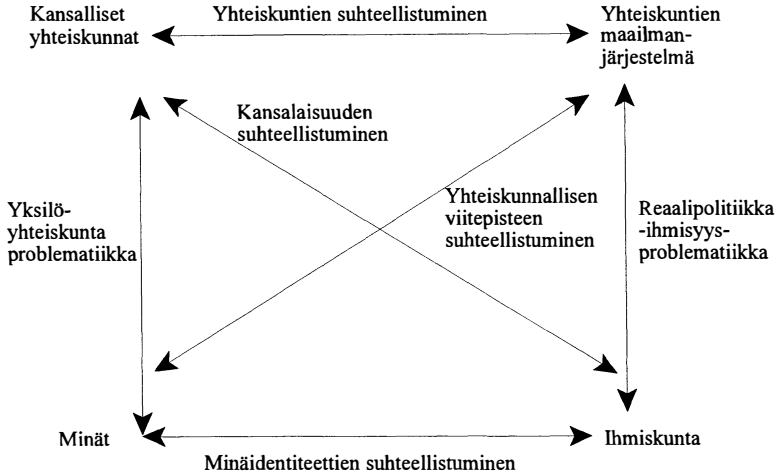 Kansalliset
yhteiskunnat
Yhteiskuntien suhteellistuminen
Yhteiskuntien
maailman-
järjestelmä
Kansalaisuuden
suhteellistuminen
Yksilö-
yhteiskunta
problematiikka
Yhteiskunnallisen
viitepisteen
suhteellistuminen
Reaalipolitiikka
-ihmisyys-
problematiikka
Minät
Ihmiskunta
Minäidentiteettien suhteellistuminen